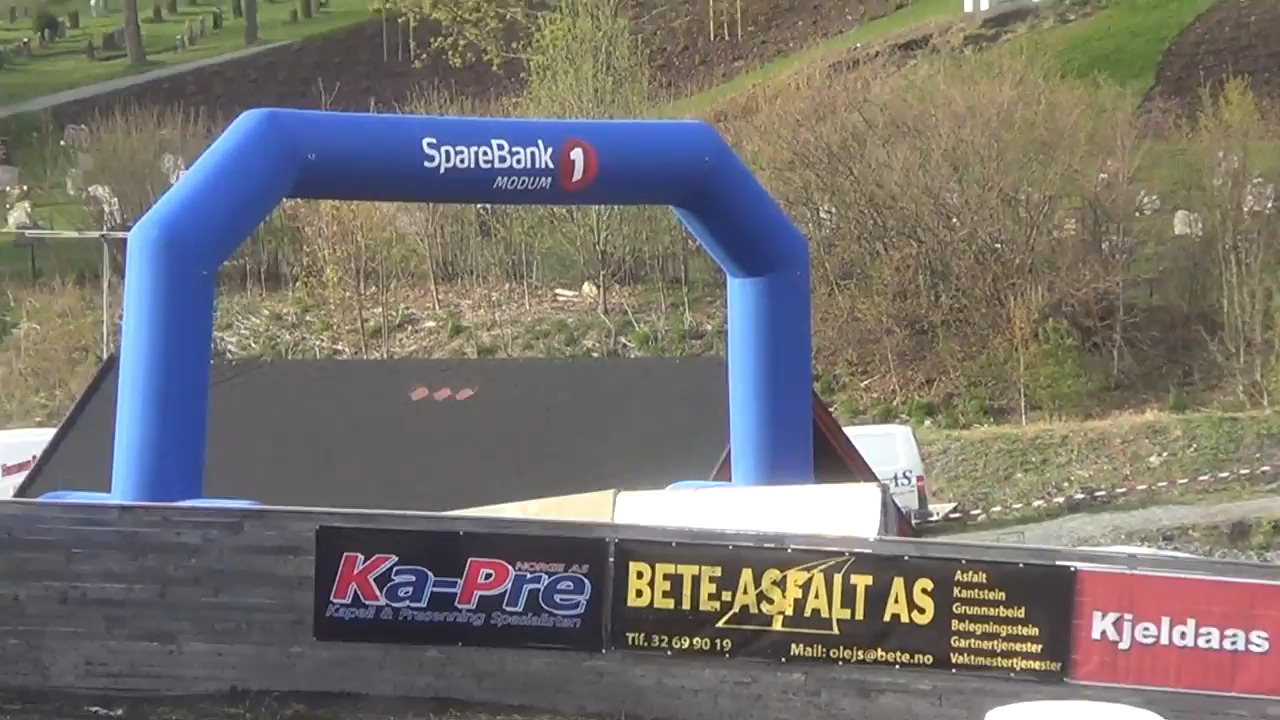 SpareBank 1
MODUM
AS
Ka-Pre
NORGE AS
Kapell & Presenning Spesialisten
BETE-ASFALT AS
Tlf. 32 69 90 19
Mail: olejs@bete.no
Asfalt
Kantstein
Grunnarbeid
Belegningsstein
Gartnertjenester
Vaktmestertjenester
Kjeldaas